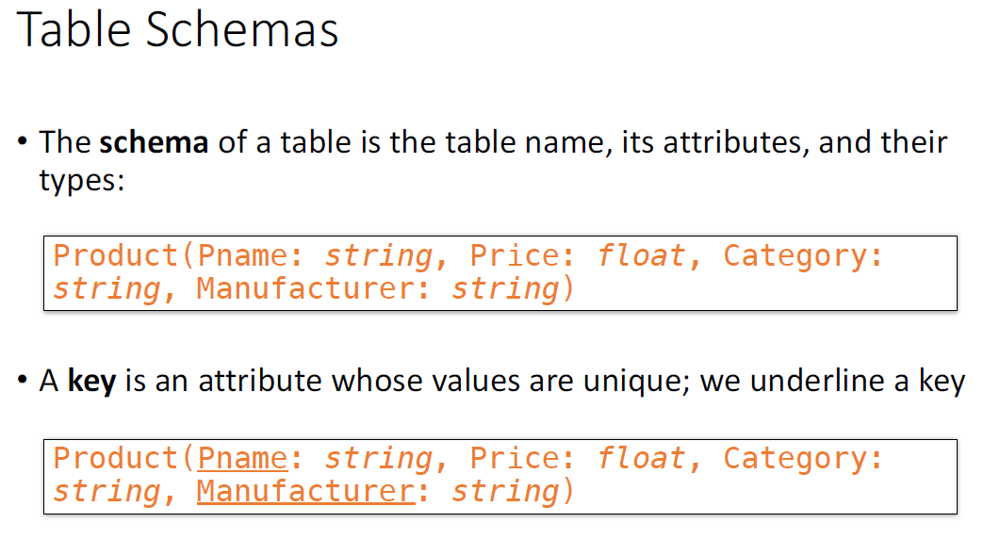 Table Schemas
• The schema of a table is the table name, its attributes, and their
types:
Product(Pname: string, Price: float, Category:
string, Manufacturer: string)
• A key is an attribute whose values are unique; we underline a key
Product(Pname: string, Price: float, Category:
string, Manufacturer: string)